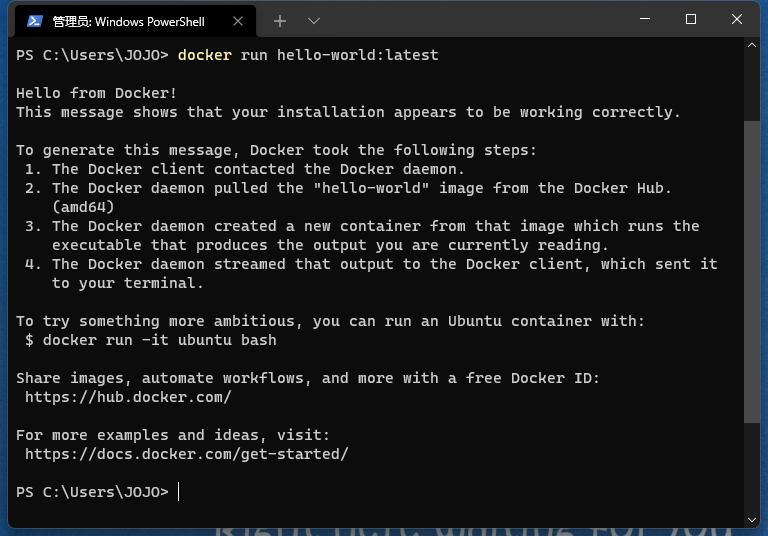 管理员: Windows PowerShell
PS C:\Users\JOJO> docker run hello-world:latest
Hello from Docker!
This message shows that your installation appears to be working correctly.
To generate this message, Docker took the following steps:
1. The Docker client contacted the Docker daemon.
2. The Docker daemon pulled the "hello-world" image from the Docker Hub.
(amd64)
3. The Docker daemon created a new container from that image which runs the
executable that produces the output you are currently reading.
4. The Docker daemon streamed that output to the Docker client, which sent it
to your terminal.
To try something more ambitious, you can run an Ubuntu container with:
$ docker run -it ubuntu bash
Share images, automate workflows, and more with a free Docker ID:
https://hub.docker.com/
For more examples and ideas, visit:
https://docs.docker.com/get-started/
PS C:\Users\JOJO>